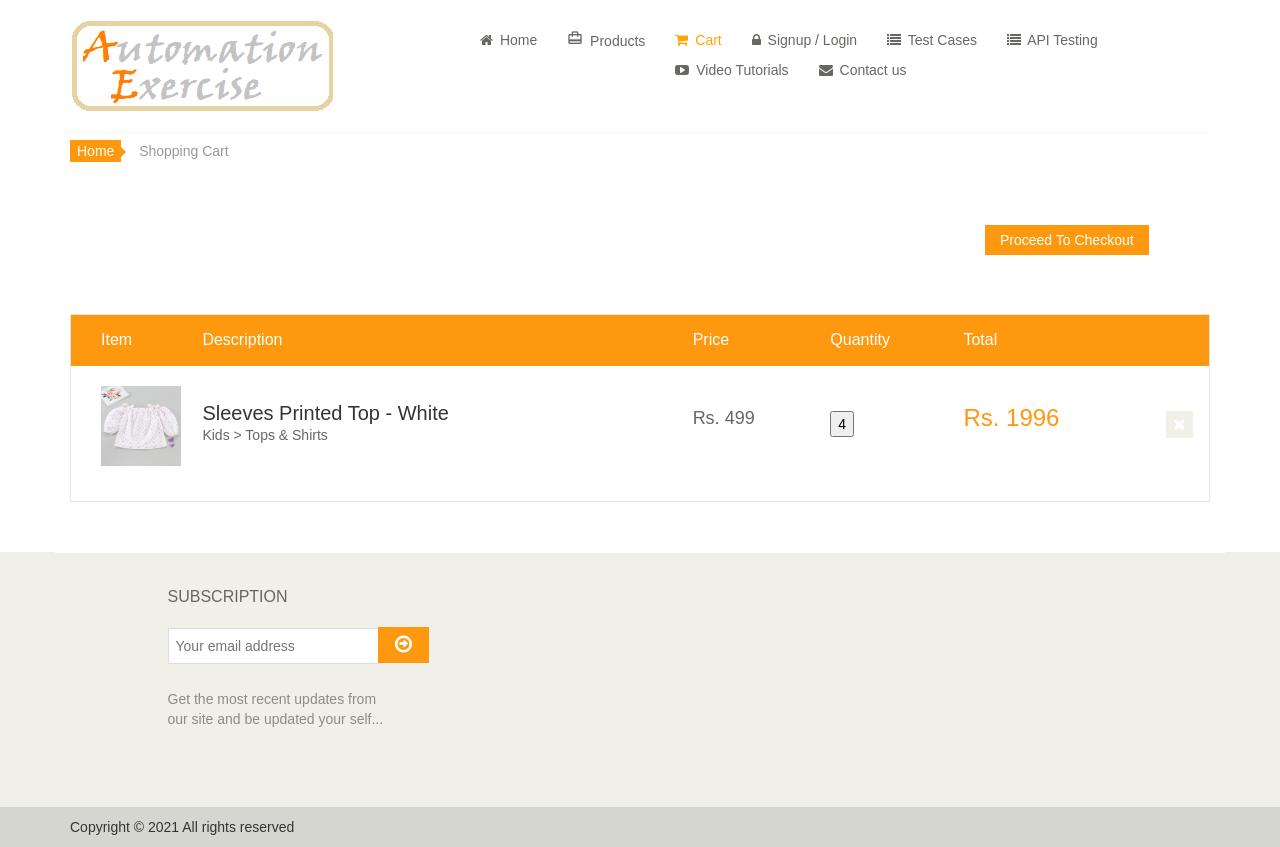 Automation
Exercise
Home
Products
Cart
Signup / Login
Test Cases
API Testing
Video Tutorials
Contact us
Home
Shopping Cart
Proceed To Checkout
Item Description Price Quantity Total
Sleeves Printed Top - White
Kids > Tops & Shirts
Rs. 499
4
Rs. 1996
SUBSCRIPTION
Your email address
Get the most recent updates from
our site and be updated your self...
Copyright © 2021 All rights reserved